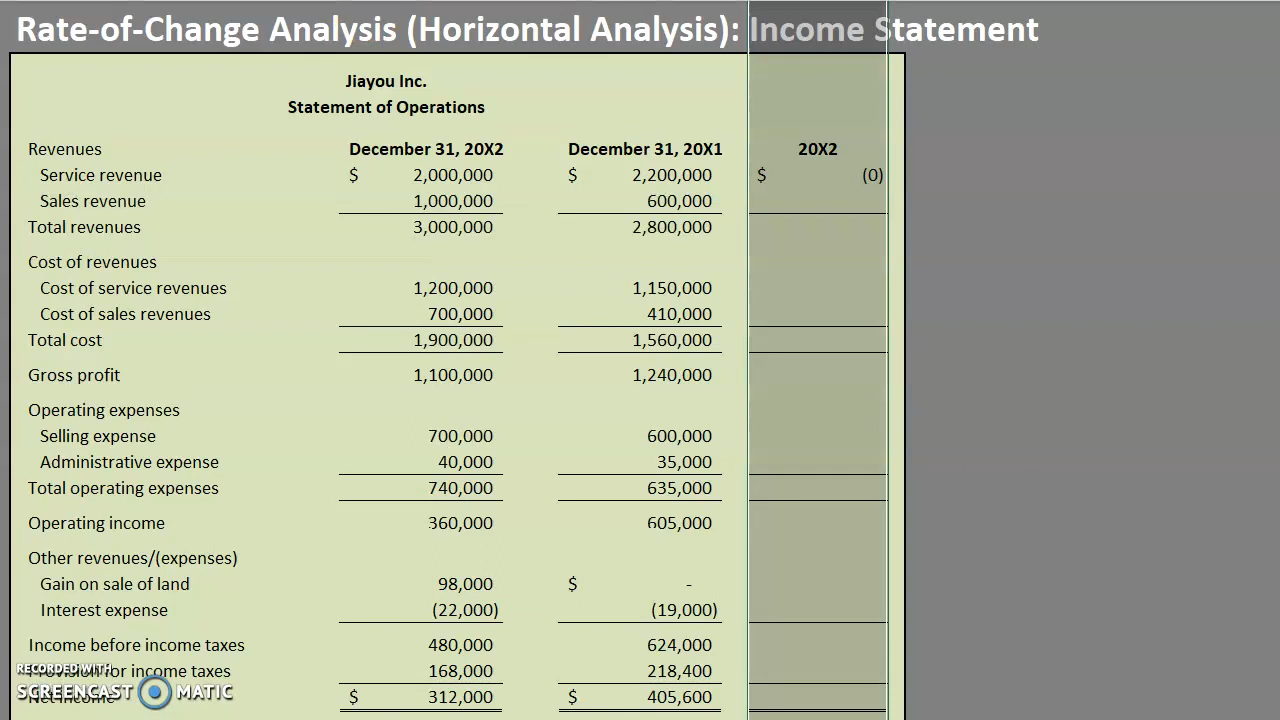 Rate-of-Change Analysis (Horizontal Analysis): Income Statement
Jiayou Inc.
Statement of Operations
Revenues December 31, 20X2 December 31, 20X1 20X2
Service revenue $ 2,000,000 $ 2,200,000 $ (0)
Sales revenue 1,000,000 600,000
Total revenues 3,000,000 2,800,000
Cost of revenues
Cost of service revenues 1,200,000 1,150,000
Cost of sales revenues 700,000 410,000
Total cost 1,900,000 1,560,000
Gross profit 1,100,000 1,240,000
Operating expenses
Selling expense 700,000 600,000
Administrative expense 40,000 35,000
Total operating expenses 740,000 635,000
Operating income 360,000 605,000
Other revenues/(expenses)
Gain on sale of land 98,000 $ -
Interest expense (22,000) (19,000)
Income before income taxes 480,000 624,000
Provision for income taxes 168,000 218,400
Net income $ 312,000 $ 405,600
RECORDED WITH
SCREENCAST MATIC